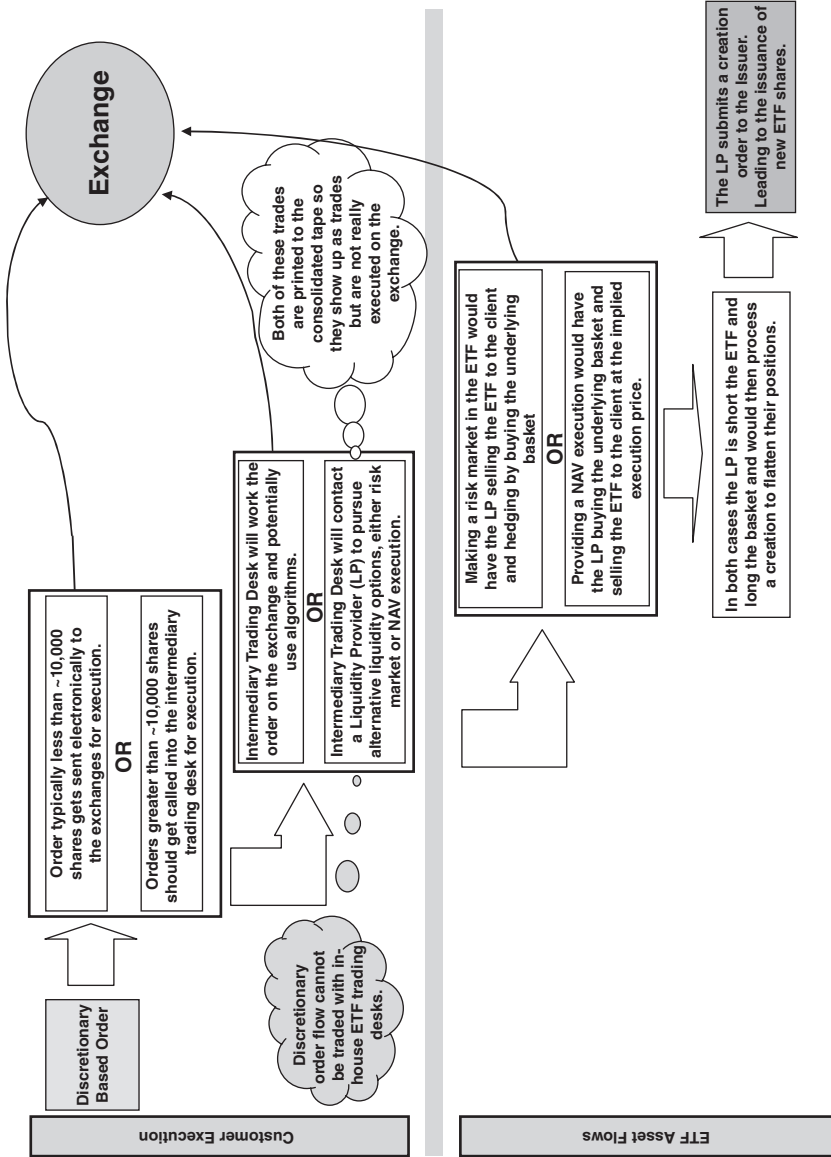 Customer Execution
Discretionary
Based Order
Order typically less than ~10,000
shares gets sent electronically to
the exchanges for execution.
OR
Orders greater than ~10,000 shares
should get called into the intermediary
trading desk for execution.
Exchange
Discretionary
order flow cannot
be traded with in-
house ETF trading
desks.
Intermediary Trading Desk will work the
order on the exchange and potentially
use algorithms.
OR
Intermediary Trading Desk will contact
a Liquidity Provider (LP) to pursue
alternative liquidity options, either risk
market or NAV execution.
Both of these trades
are printed to the
consolidated tape so
they show up as trades
but are not really
executed on the
exchange.
ETF Asset Flows
Making a risk market in the ETF would
have the LP selling the ETF to the client
and hedging by buying the underlying
basket
OR
Providing a NAV execution would have
the LP buying the underlying basket and
selling the ETF to the client at the implied
execution price.
In both cases the LP is short the ETF and
long the basket and would then process
a creation to flatten their positions.
The LP submits a creation
order to the Issuer.
Leading to the issuance of
new ETF shares.